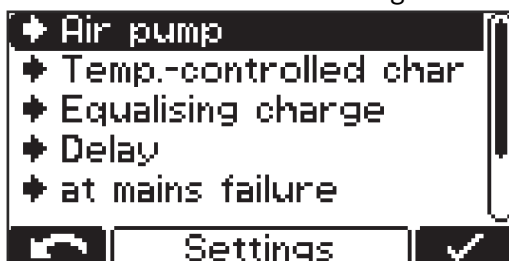 Air pump
Temp.-controlled char
Equalising charge
Delay
at mains failure
Settings